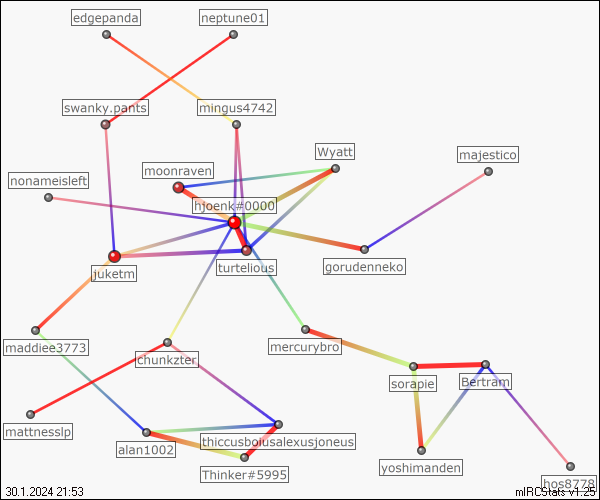 edgepanda
neptune01
swanky.pants
mingus4742
Wyatt
majestico
moonraven
nonameisleft
hjoenk#0000
turtelious
gorudenneko
juketm
maddiee3773
mercurybro
chunkzter
sorapie
Bertram
mattnesslp
thiccusbolusalexusjoneus
alan1002
Thinker#5995
yoshimanden
hos8778
30.1.2024 21:53
mIRCStats v1.25